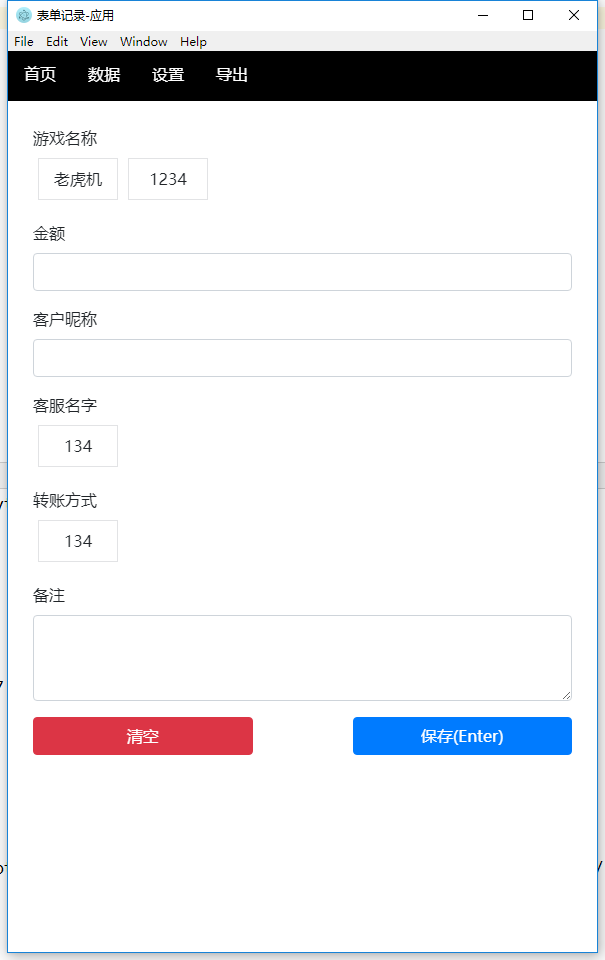 表单记录-应用
File Edit View Window Help
首页 数据 设置 导出
游戏名称
老虎机 1234
金额
客户昵称
客服名字
134
转账方式
134
备注
清空 保存(Enter)